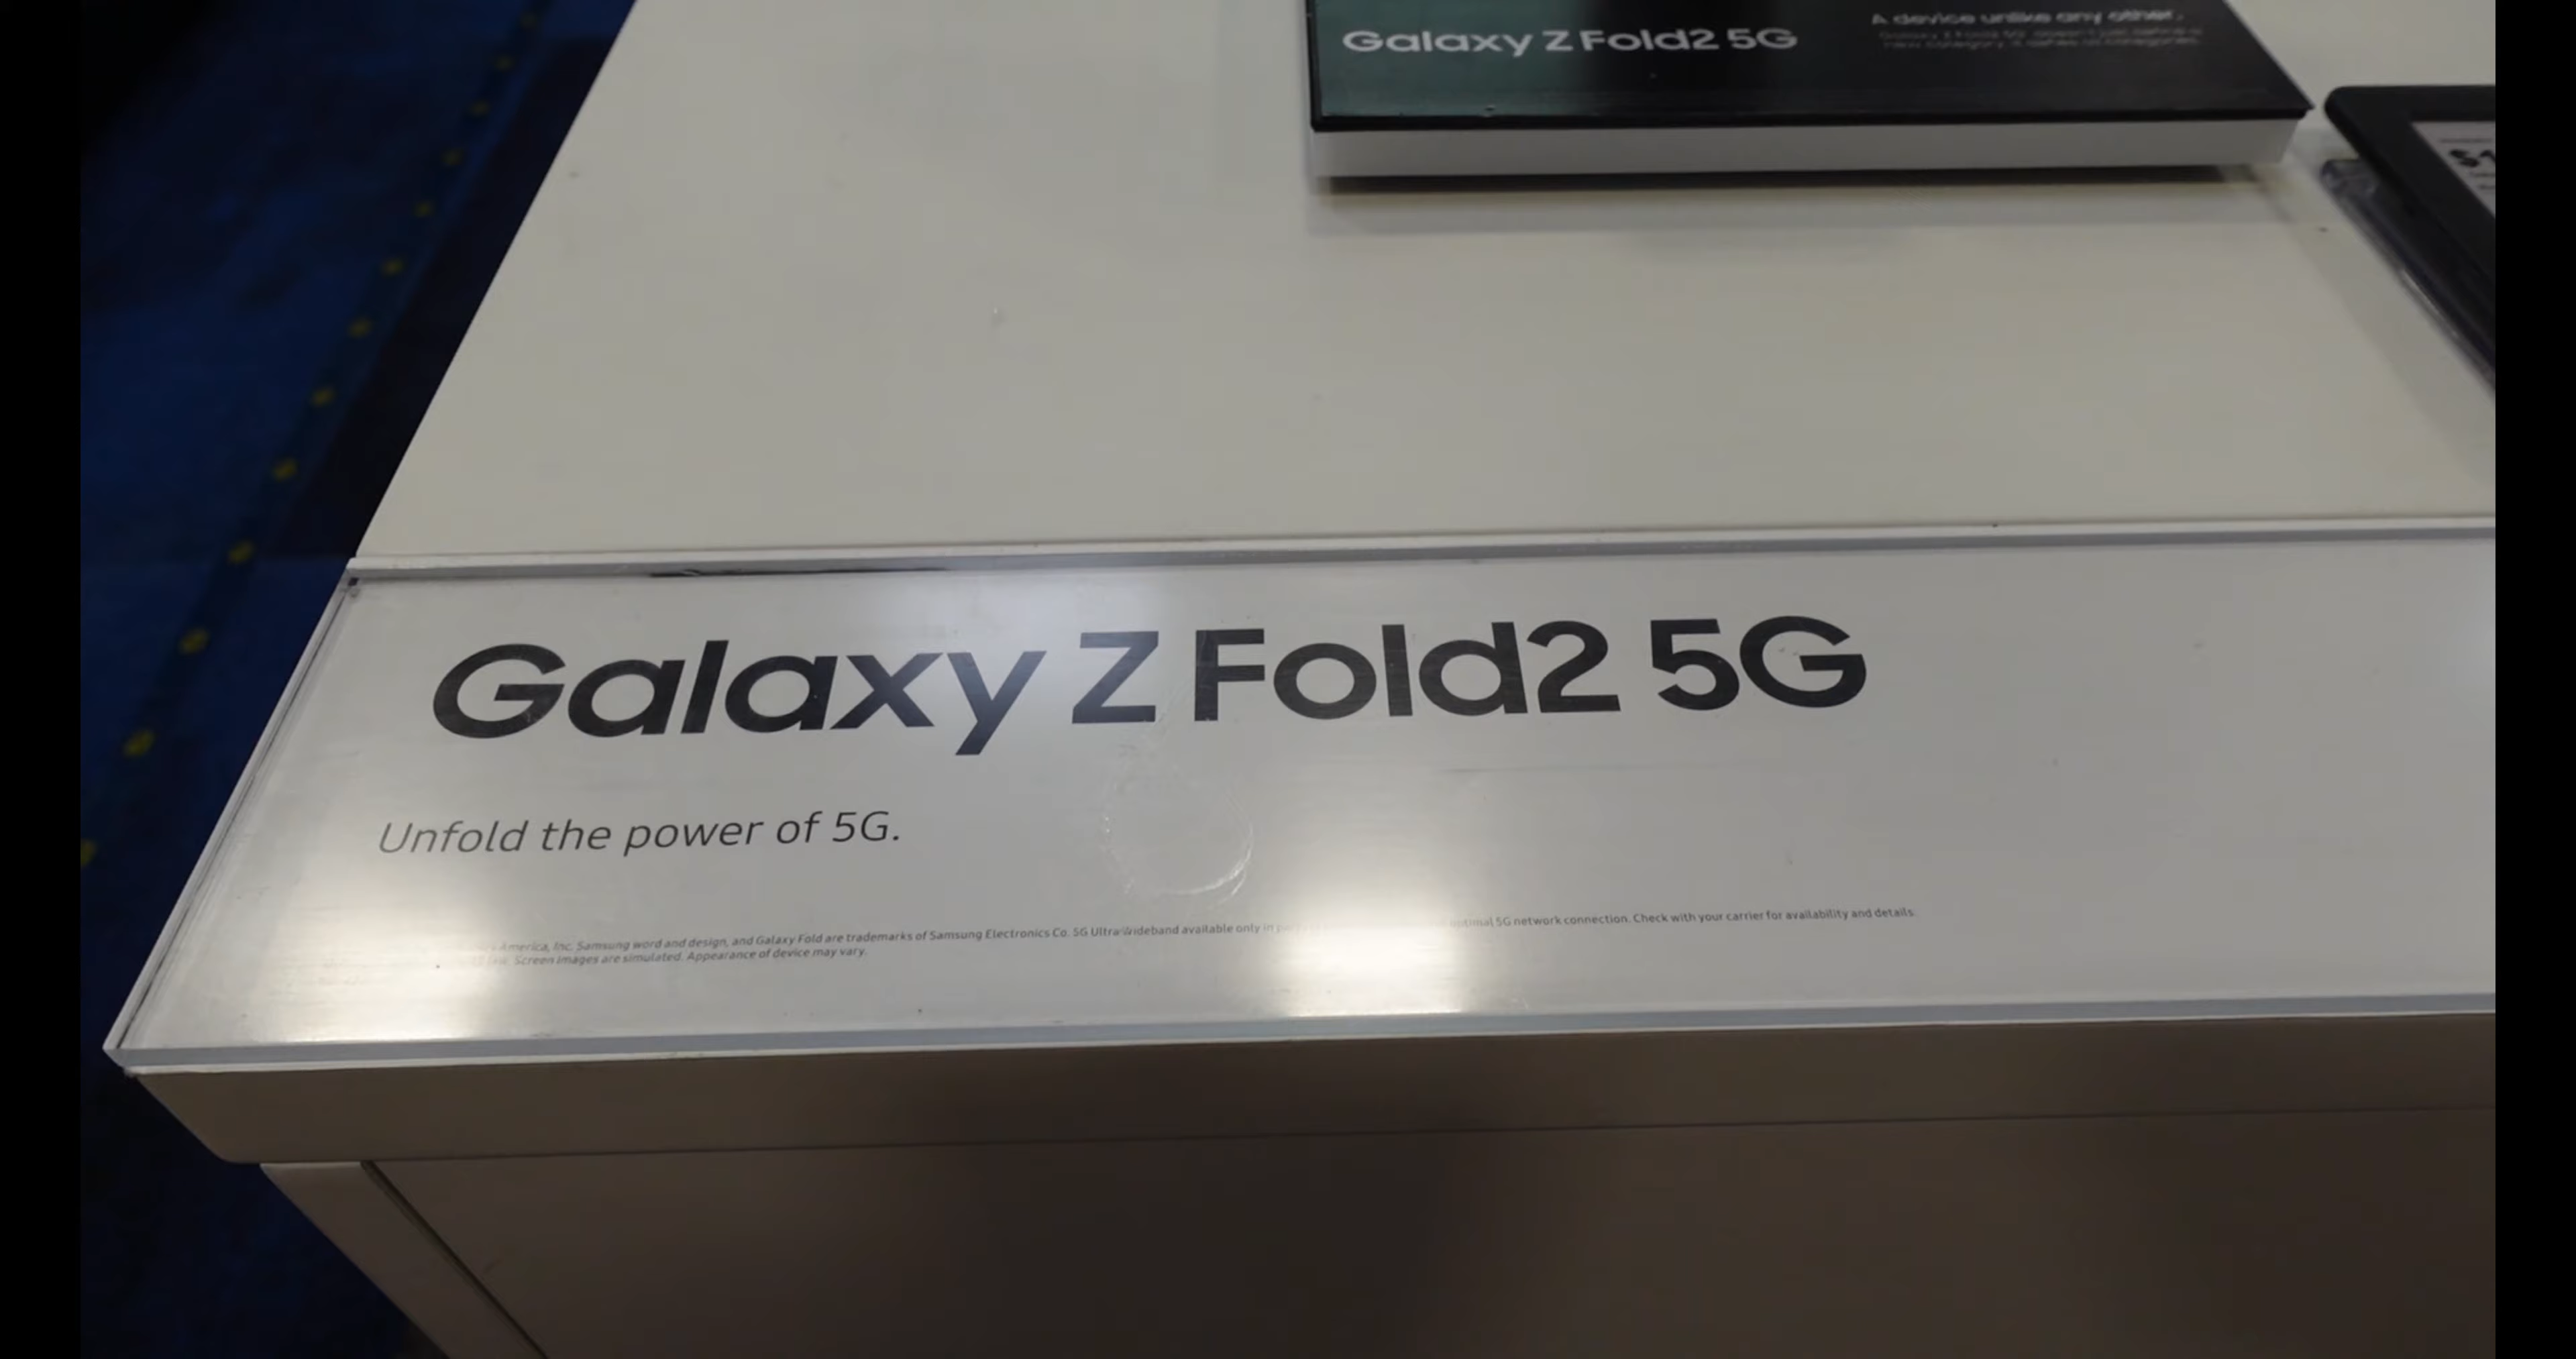 Galaxy Z Fold2 5G
A device unlike any other.
$1
Galaxy Z Fold2 5G
Unfold the power of 5G.
America, Inc. Samsung word and design, and Galaxy Fold are trademarks of Samsung Electronics Co. 5G Ultra Wideband available only in optimal 5G network connection. Check with your carrier for availability and details.
Screen images are simulated. Appearance of device may vary.